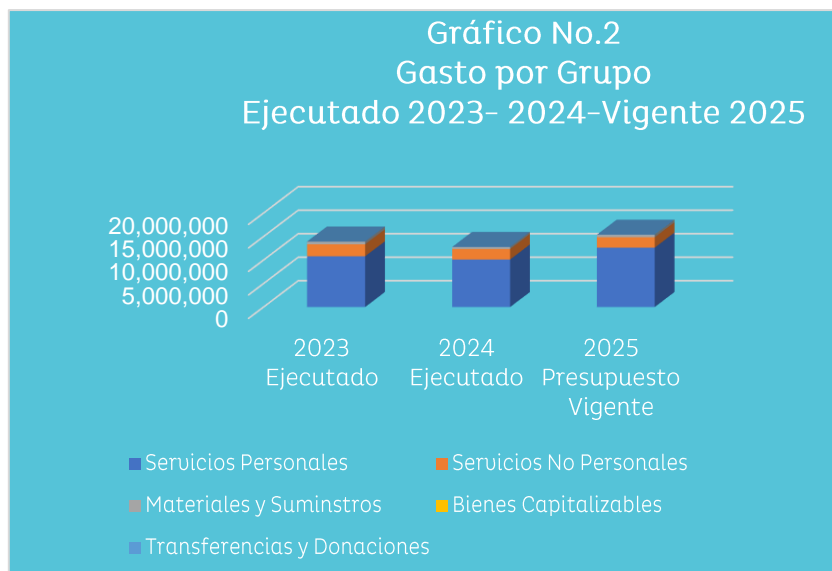 Gráfico No.2
Gasto por Grupo
Ejecutado 2023- 2024-Vigente 2025
20,000,000
15,000,000
10,000,000
5,000,000
0
2023
Ejecutado
2024
Ejecutado
2025
Presupuesto
Vigente
Servicios Personales
Servicios No Personales
Materiales y Suminstros
Bienes Capitalizables
Transferencias y Donaciones